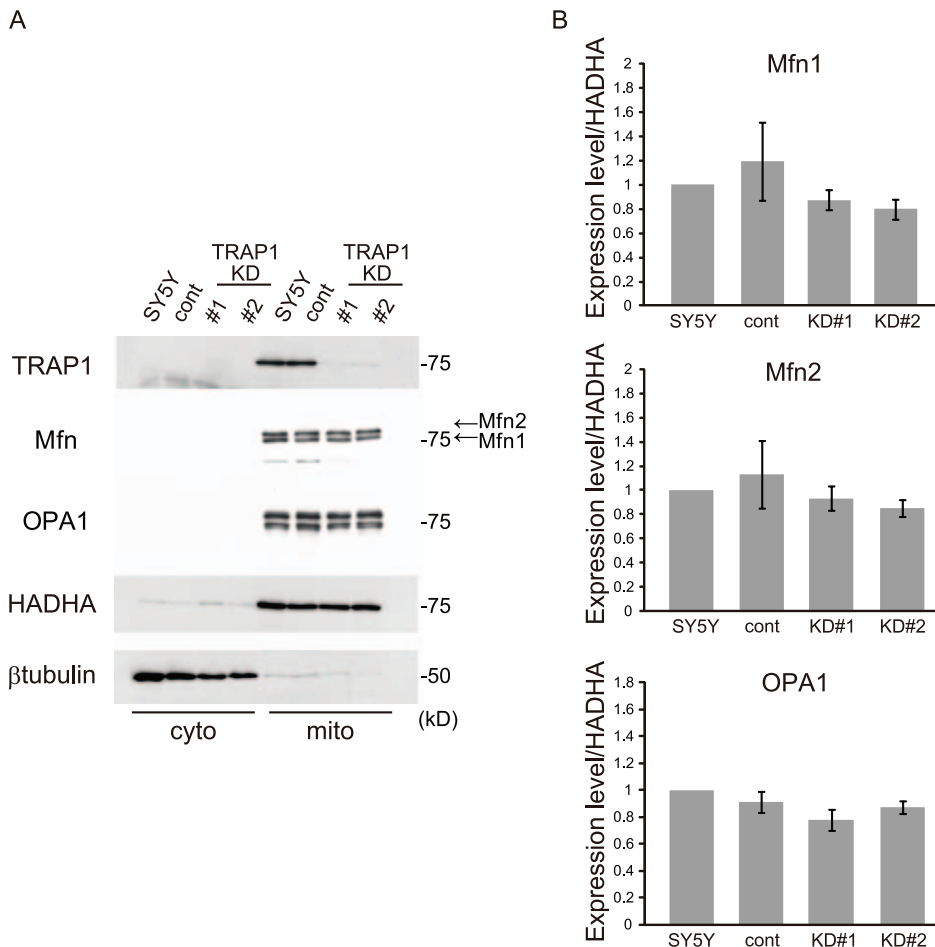 A
TRAP1
KD
SY5Y cont #1 #2 SY5Y cont #1 #2
TRAP1
KD
TRAP1 -75
Mfn -75 ←Mfn2
←Mfn1
OPA1 -75
HADHA -75
βtubulin -50
(kD)
cyto mito
B
Mfn1
Expression level/HADHA
2
1.8
1.6
1.4
1.2
1
0.8
0.6
0.4
0.2
0
SY5Y cont KD#1 KD#2
Mfn2
Expression level/HADHA
2
1.8
1.6
1.4
1.2
1
0.8
0.6
0.4
0.2
0
SY5Y cont KD#1 KD#2
OPA1
Expression level/HADHA
1.8
1.6
1.4
1.2
1
0.8
0.6
0.4
0.2
0
SY5Y cont KD#1 KD#2